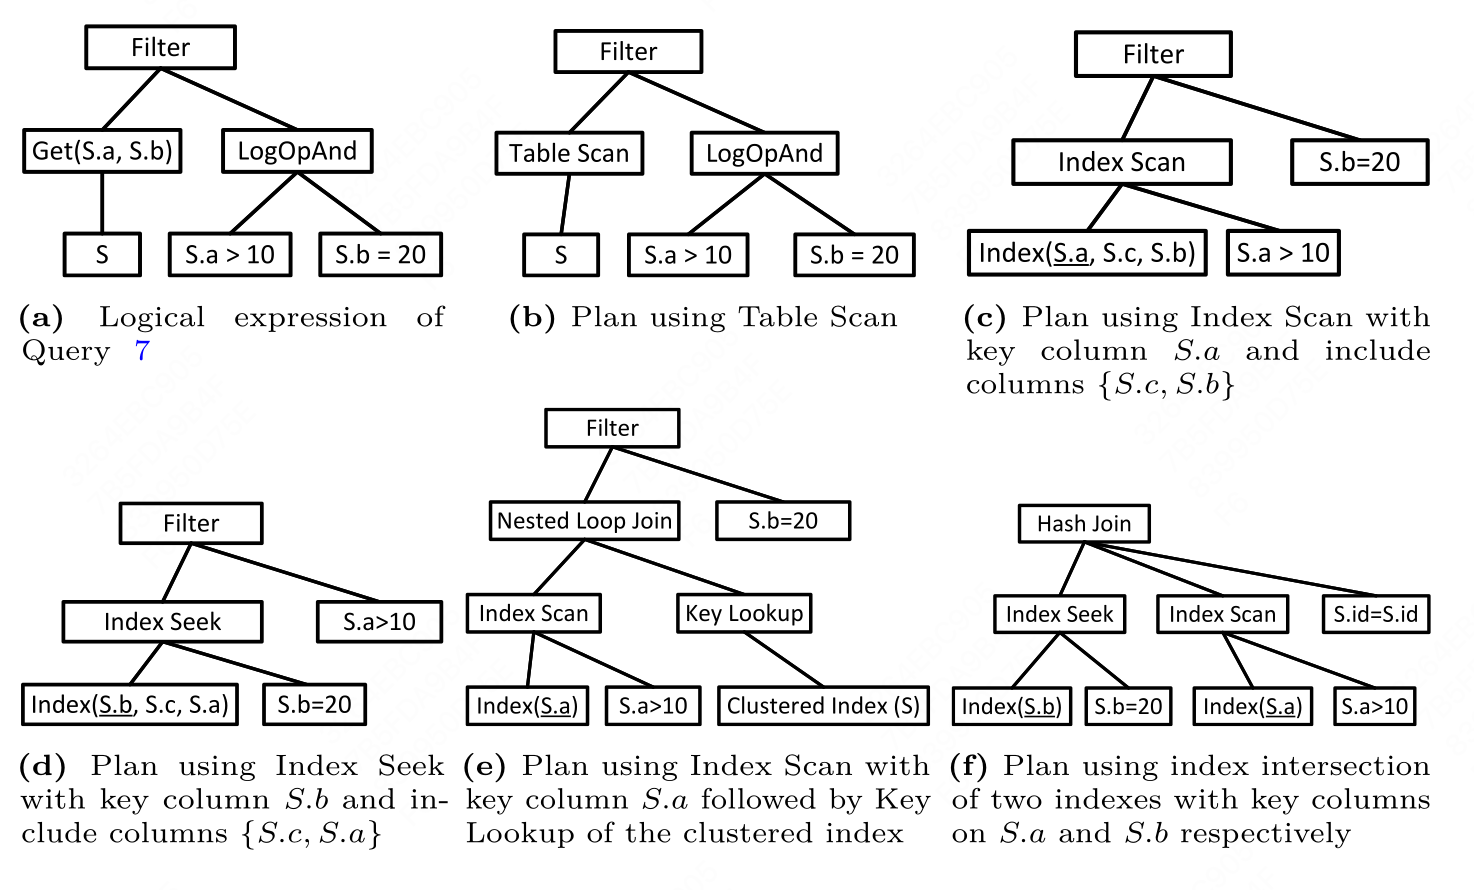 Filter
Get(S.a, S.b)
LogOpAnd
S
S.a > 10
S.b = 20
(a) Logical expression of
Query 7
Filter
Table Scan
LogOpAnd
S
S.a > 10
S.b = 20
(b) Plan using Table Scan
Filter
Index Scan
S.b=20
Index(S.a, S.c, S.b)
S.a > 10
(c) Plan using Index Scan with
key column S.a and include
columns {S.c, S.b}
Filter
Index Seek
S.a>10
Index(S.b, S.c, S.a)
S.b=20
(d) Plan using Index Seek
with key column S.b and in-
clude columns {S.c, S.a}
Filter
Nested Loop Join
S.b=20
Index Scan
Key Lookup
Index(S.a)
S.a>10
Clustered Index (S)
(e) Plan using Index Scan with
key column S.a followed by Key
Lookup of the clustered index
Hash Join
Index Seek
Index Scan
S.id=S.id
Index(S.b)
S.b=20
Index(S.a)
S.a>10
(f) Plan using index intersection
of two indexes with key columns
on S.a and S.b respectively